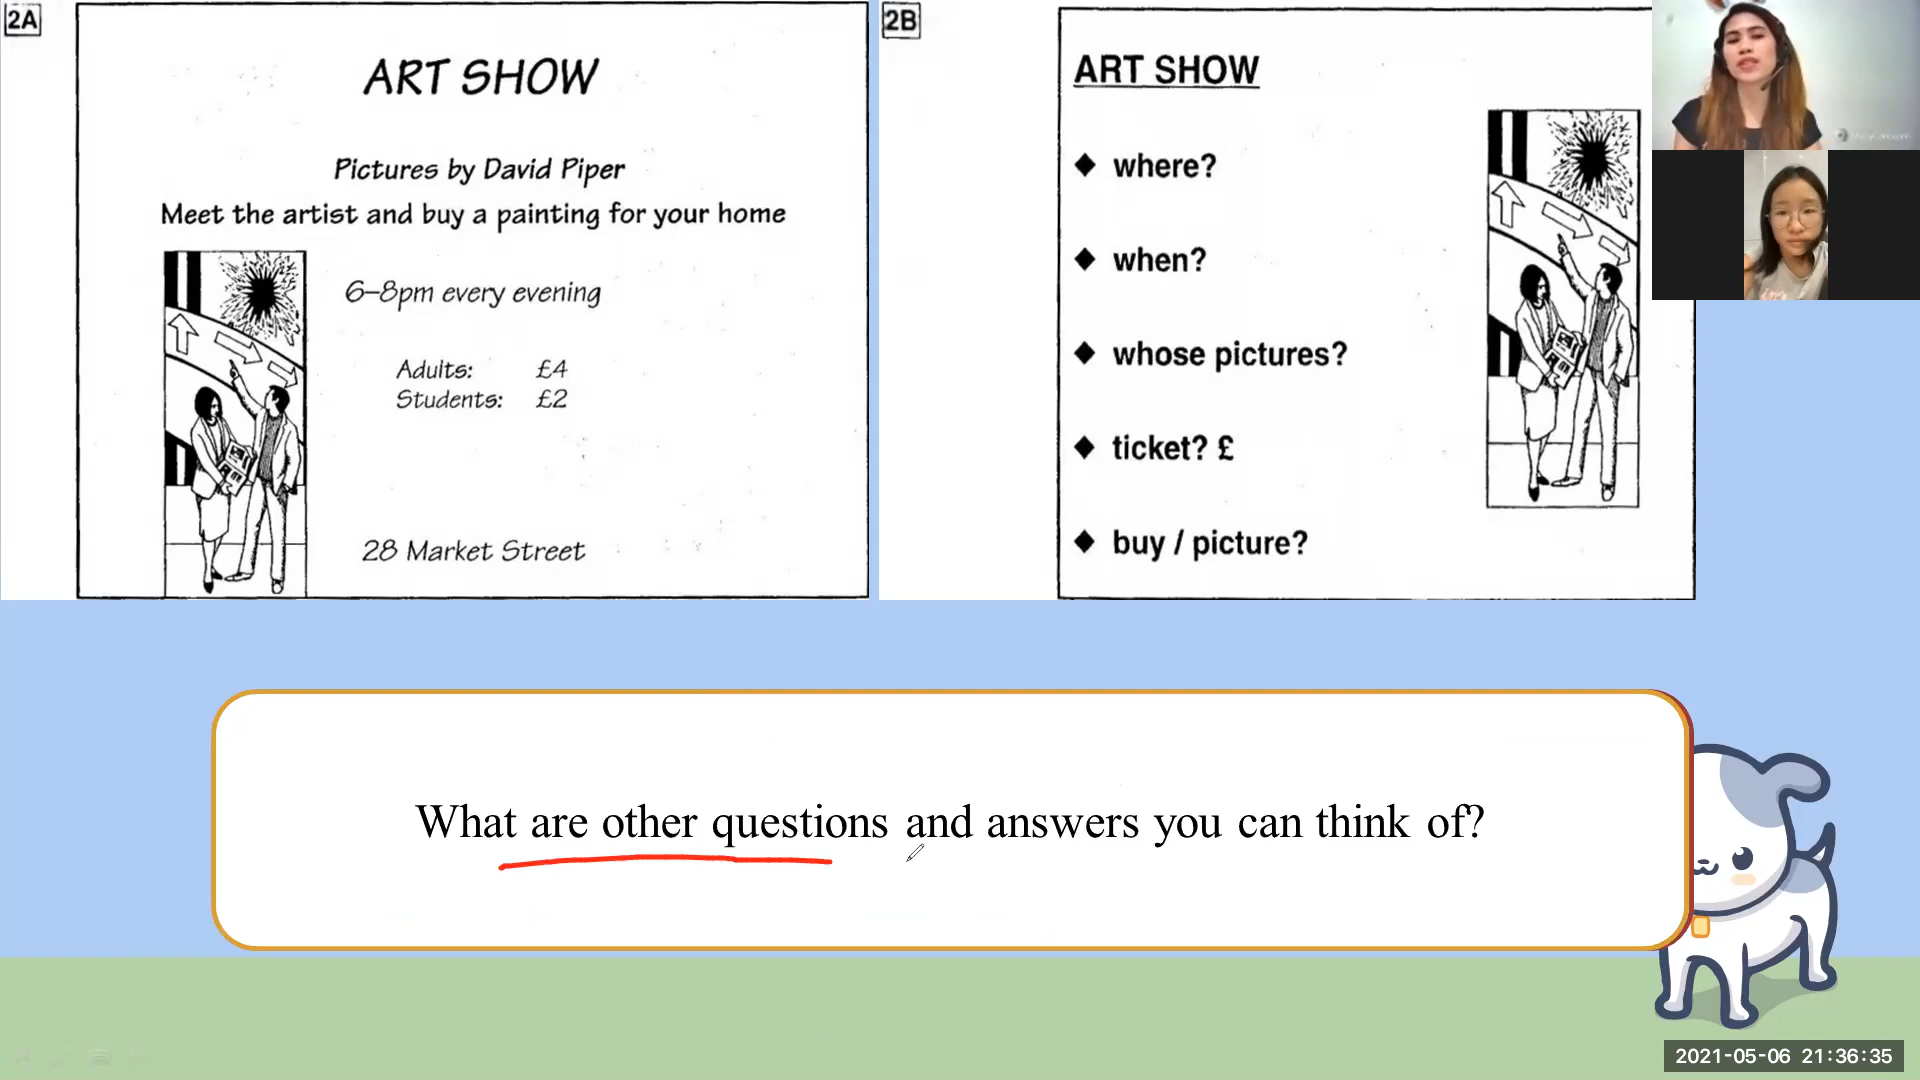 2A
ART SHOW
Pictures by David Piper
Meet the artist and buy a painting for your home
6–8pm every evening
Adults: £4
Students: £2
28 Market Street
2B
ART SHOW
◆ where?
◆ when?
◆ whose pictures?
◆ ticket? £
◆ buy / picture?
What are other questions and answers you can think of?
2021-05-06 21:36:35